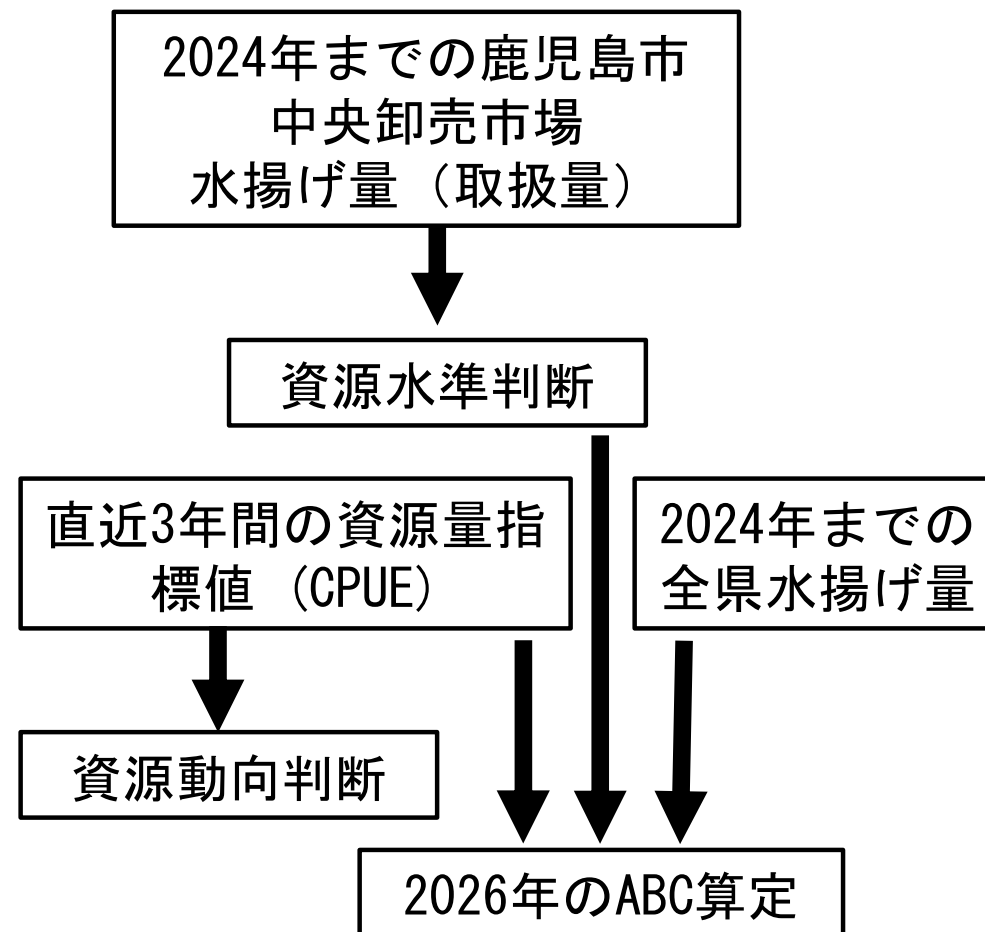 2024年までの鹿児島市
中央卸売市場
水揚げ量（取扱量）
資源水準判断
直近3年間の資源量指
標値（CPUE）
2024年までの
全県水揚げ量
資源動向判断
2026年のABC算定